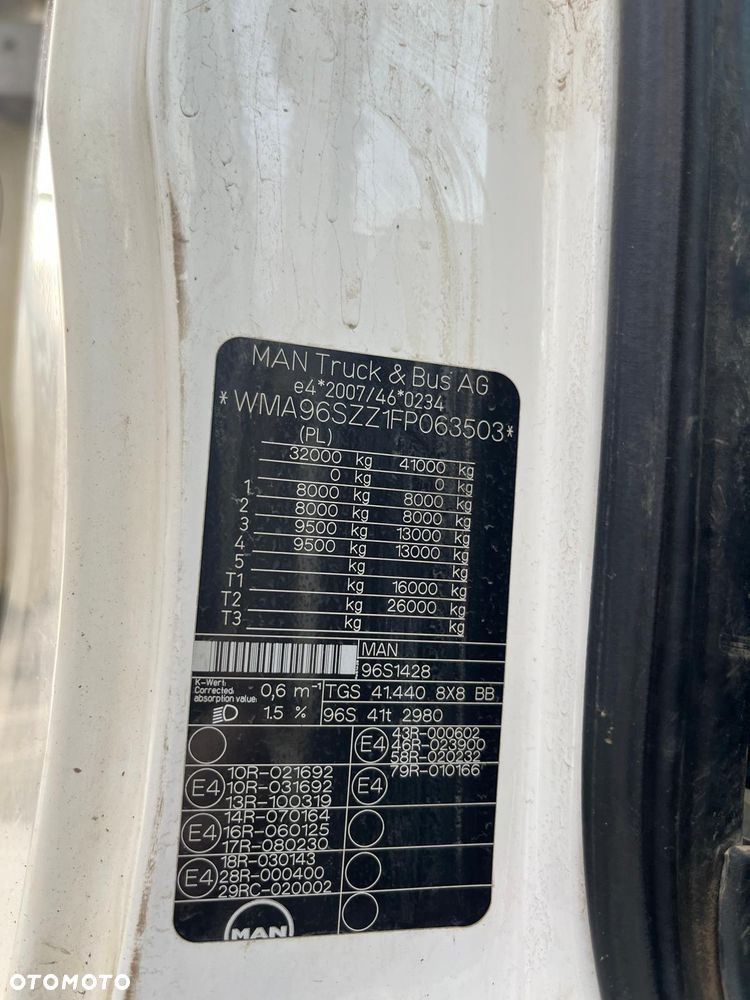 MAN Truck & Bus AG
e4*2007/46*0234
*WMA96SZZ1FP063503*
(PL)
32000 kg 41000 kg
0 kg 0 kg
1 8000 kg 8000 kg
2 8000 kg 8000 kg
3 9500 kg 13000 kg
4 9500 kg 13000 kg
5 kg kg
T1 kg 16000 kg
T2 kg 26000 kg
T3 kg kg
MAN
96S1428
K-Wert:
Corrected
absorption value:
0,6 m⁻¹
TGS 41.440 8X8 BB
1.5 %
96S 41t 2980
E4
43R-000602
46R-023900
58R-020232
E4
10R-021692
10R-031692
13R-100319
E4
79R-010166
E4
14R-070164
16R-060125
17R-080230
E4
18R-030143
28R-000400
29RC-020002
MAN
OTOMOTO